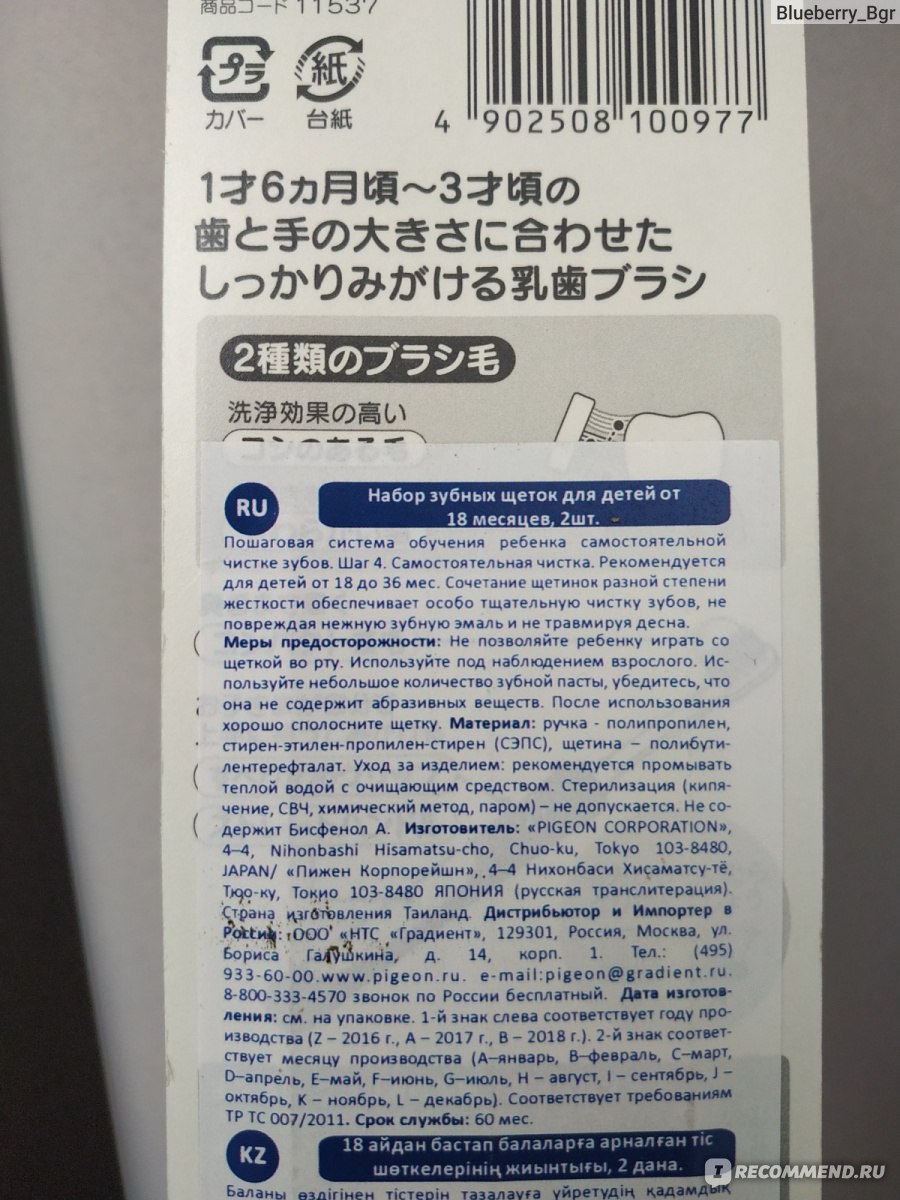 Blueberry_Bgr
商品コード 11537
プラ
紙
カバー
台紙
4 902508 100977
1才6ヵ月頃～3才頃の
歯と手の大きさに合わせた
しっかりみがける乳歯ブラシ
2種類のブラシ毛
洗浄効果の高い
コシのある毛
RU
Набор зубных щеток для детей от
18 месяцев, 2шт.
Пошаговая система обучения ребенка самостоятельной
чистке зубов. Шаг 4. Самостоятельная чистка. Рекомендуется
для детей от 18 до 36 мес. Сочетание щетинок разной степени
жесткости обеспечивает особо тщательную чистку зубов, не
повреждая нежную зубную эмаль и не травмируя десна.
Меры предосторожности: Не позволяйте ребенку играть со
щеткой во рту. Используйте под наблюдением взрослого. Ис-
пользуйте небольшое количество зубной пасты, убедитесь, что
она не содержит абразивных веществ. После использования
хорошо сполосните щетку. Материал: ручка - полипропилен,
стирен-этилен-пропилен-стирен (СЭПС), щетина – полибути-
лентерефталат. Уход за изделием: рекомендуется промывать
теплой водой с очищающим средством. Стерилизация (кипя-
чение, СВЧ, химический метод, паром) – не допускается. Не со-
держит Бисфенол А. Изготовитель: «PIGEON CORPORATION»,
4–4, Nihonbashi Hisamatsu-cho, Chuo-ku, Tokyo 103-8480,
JAPAN/ «Пижен Корпорейшн», 4–4 Нихонбаси Хисаматсу-тё,
Тюо-ку, Токио 103-8480 ЯПОНИЯ (русская транслитерация).
Страна изготовления Таиланд. Дистрибьютор и Импортер в
России: ООО «НТС «Градиент», 129301, Россия, Москва, ул.
Бориса Галушкина, д. 14, корп. 1. Тел.: (495)
933-60-00.www.pigeon.ru. e-mail:pigeon@gradient.ru.
8-800-333-4570 звонок по России бесплатный. Дата изготов-
ления: см. на упаковке. 1-й знак слева соответствует году про-
изводства (Z – 2016 г., A – 2017 г., B – 2018 г.). 2-й знак соответ-
ствует месяцу производства (A–январь, B–февраль, C–март,
D–апрель, E–май, F–июнь, G–июль, H – август, I – сентябрь, J –
октябрь, K – ноябрь, L – декабрь). Соответствует требованиям
ТР ТС 007/2011. Срок службы: 60 мес.
KZ
18 айдан бастап балаларға арналған тіс
шөткелерінің жиынтығы, 2 дана.
Баланы өздігінен тістерін тазалауға үйретудің қадамдық
IRECOMMEND.RU